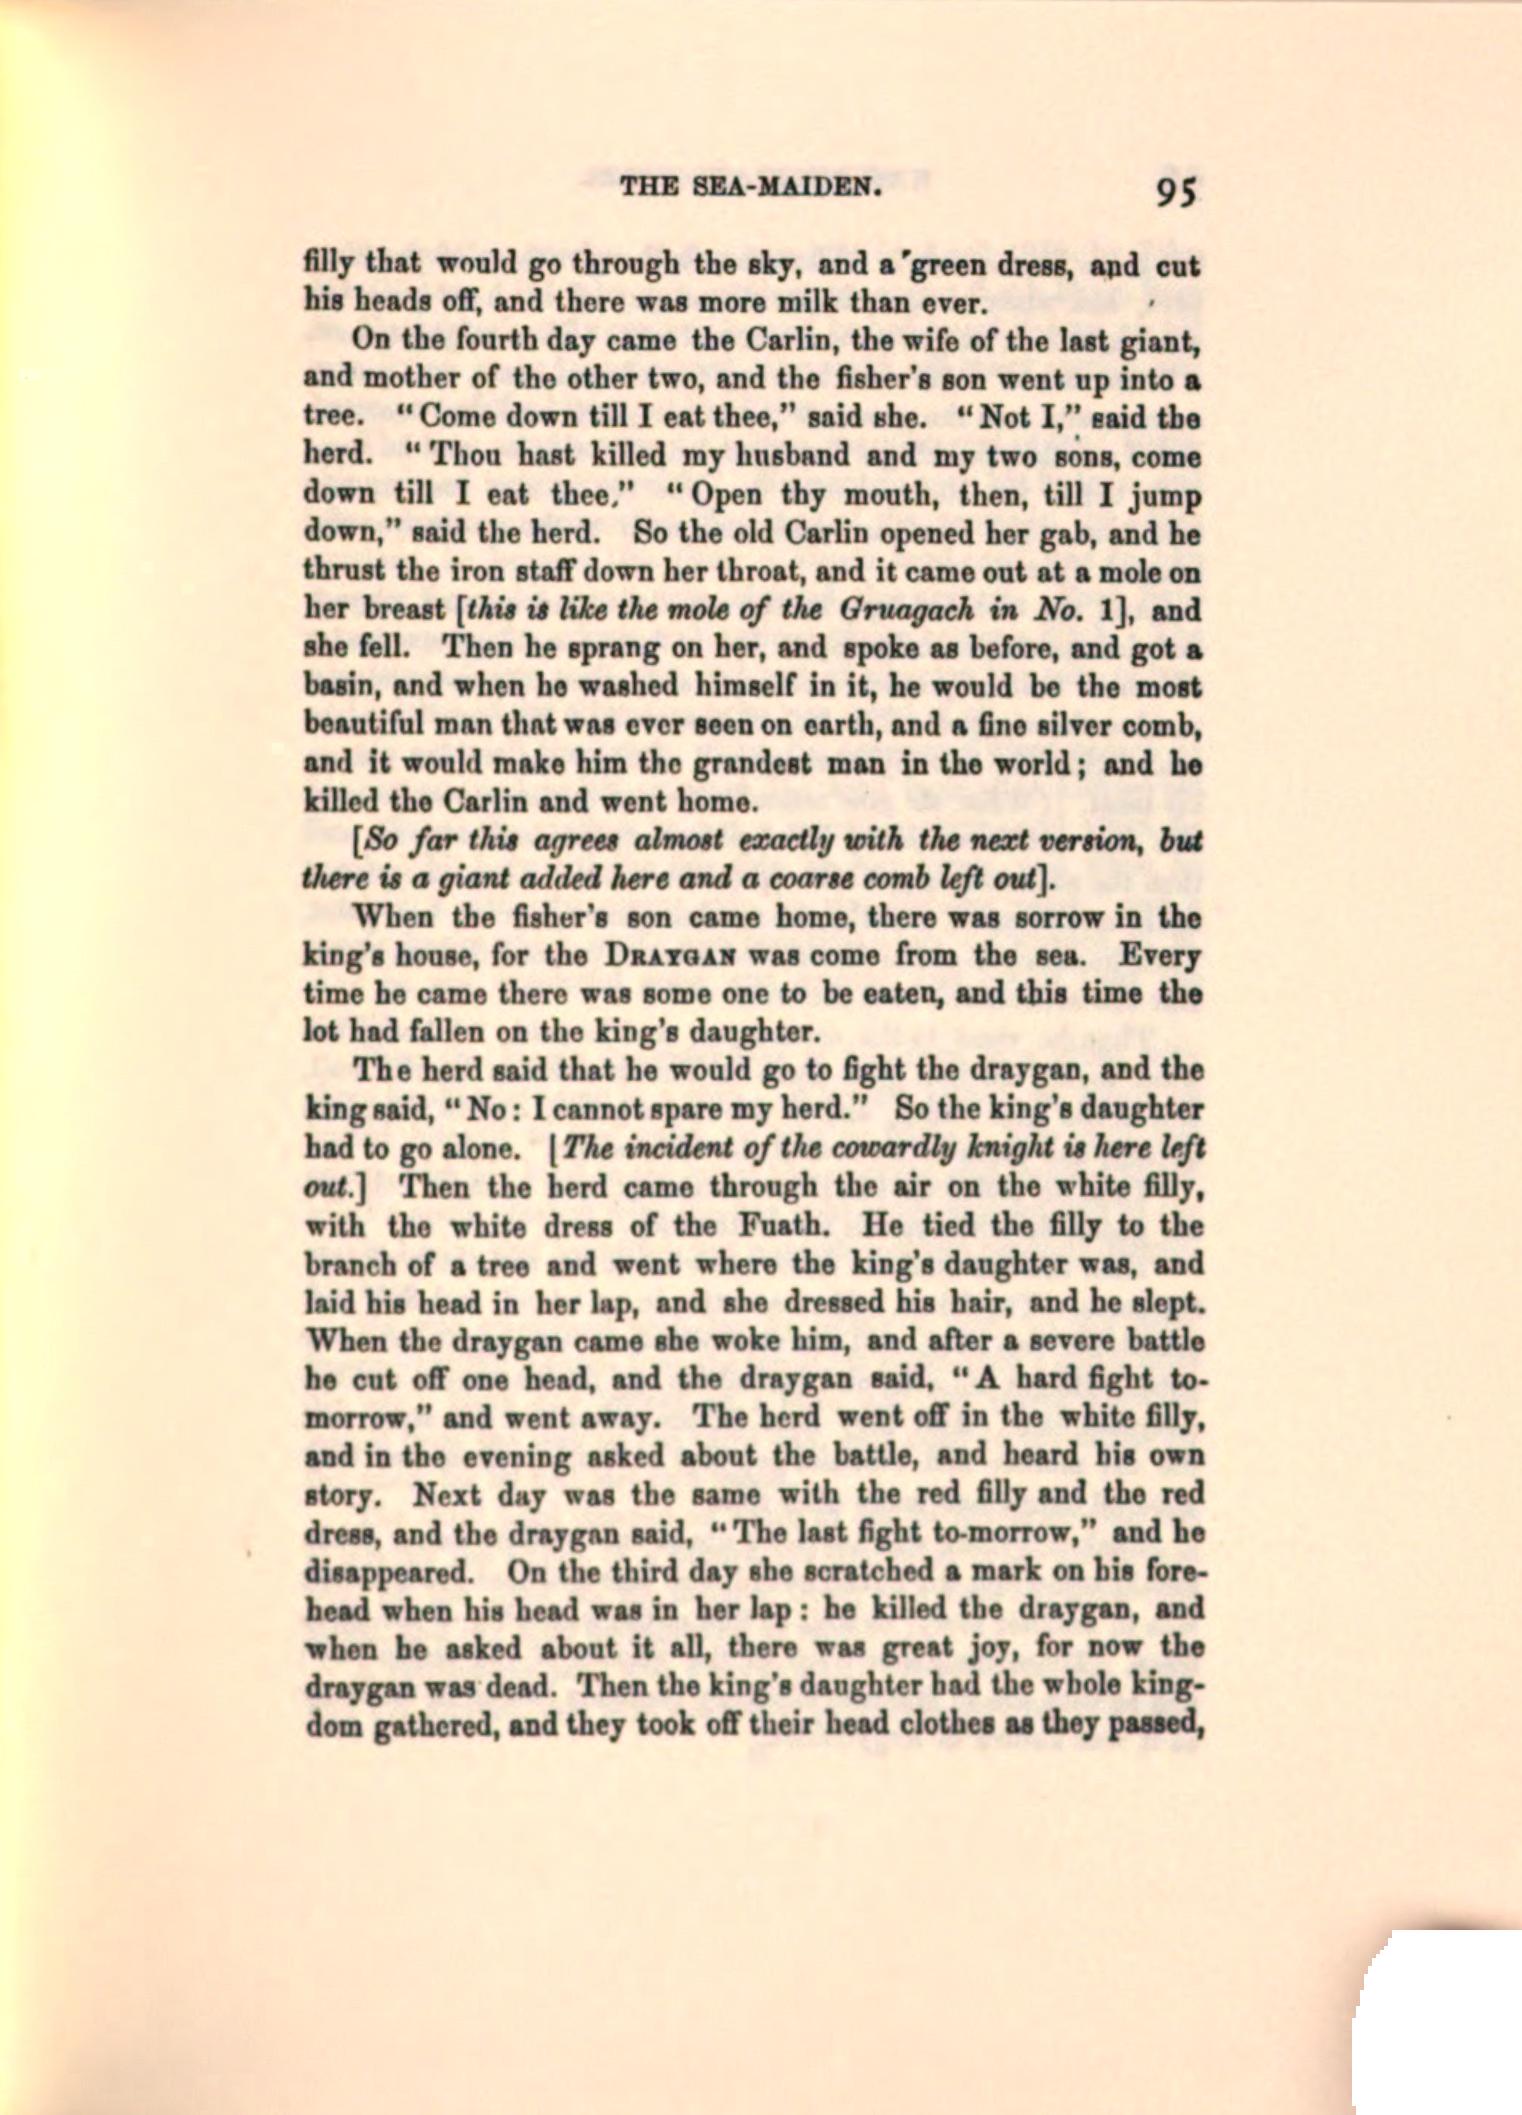 THE SEA-MAIDEN. 95
filly that would go through the sky, and a green dress, and cut
his heads off, and there was more milk than ever.
On the fourth day came the Carlin, the wife of the last giant,
and mother of the other two, and the fisher's son went up into a
tree. “Come down till I eat thee,” said she. “Not I,” said the
herd. “Thou hast killed my husband and my two sons, come
down till I eat thee.” “Open thy mouth, then, till I jump
down,” said the herd. So the old Carlin opened her gab, and he
thrust the iron staff down her throat, and it came out at a mole on
her breast [this is like the mole of the Gruagach in No. 1], and
she fell. Then he sprang on her, and spoke as before, and got a
basin, and when he washed himself in it, he would be the most
beautiful man that was ever seen on earth, and a fine silver comb,
and it would make him the grandest man in the world; and he
killed the Carlin and went home.
[So far this agrees almost exactly with the next version, but
there is a giant added here and a coarse comb left out].
When the fisher's son came home, there was sorrow in the
king's house, for the DRAYGAN was come from the sea. Every
time he came there was some one to be eaten, and this time the
lot had fallen on the king's daughter.
The herd said that he would go to fight the draygan, and the
king said, “No: I cannot spare my herd.” So the king's daughter
had to go alone. [The incident of the cowardly knight is here left
out.] Then the herd came through the air on the white filly,
with the white dress of the Fuath. He tied the filly to the
branch of a tree and went where the king's daughter was, and
laid his head in her lap, and she dressed his hair, and he slept.
When the draygan came she woke him, and after a severe battle
he cut off one head, and the draygan said, “A hard fight to-
morrow,” and went away. The herd went off in the white filly,
and in the evening asked about the battle, and heard his own
story. Next day was the same with the red filly and the red
dress, and the draygan said, “The last fight to-morrow,” and he
disappeared. On the third day she scratched a mark on his fore-
head when his head was in her lap: he killed the draygan, and
when he asked about it all, there was great joy, for now the
draygan was dead. Then the king's daughter had the whole king-
dom gathered, and they took off their head clothes as they passed,